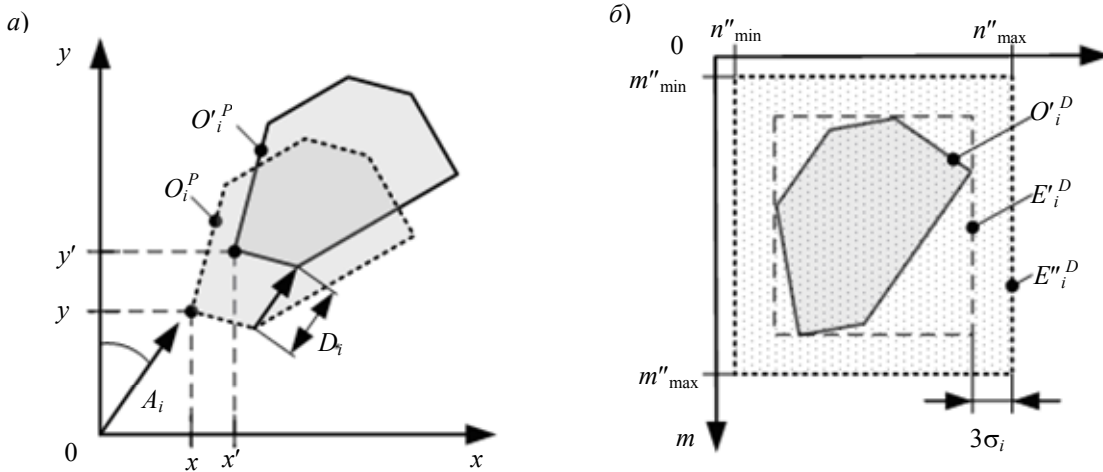 а)
y
O′ᵢᴾ
Oᵢᴾ
y′
y
Dᵢ
Aᵢ
0
x
x′
x
б)
n″min
n″max
0
m″min
O′ᵢᴰ
E′ᵢᴰ
E″ᵢᴰ
m″max
m
3σᵢ